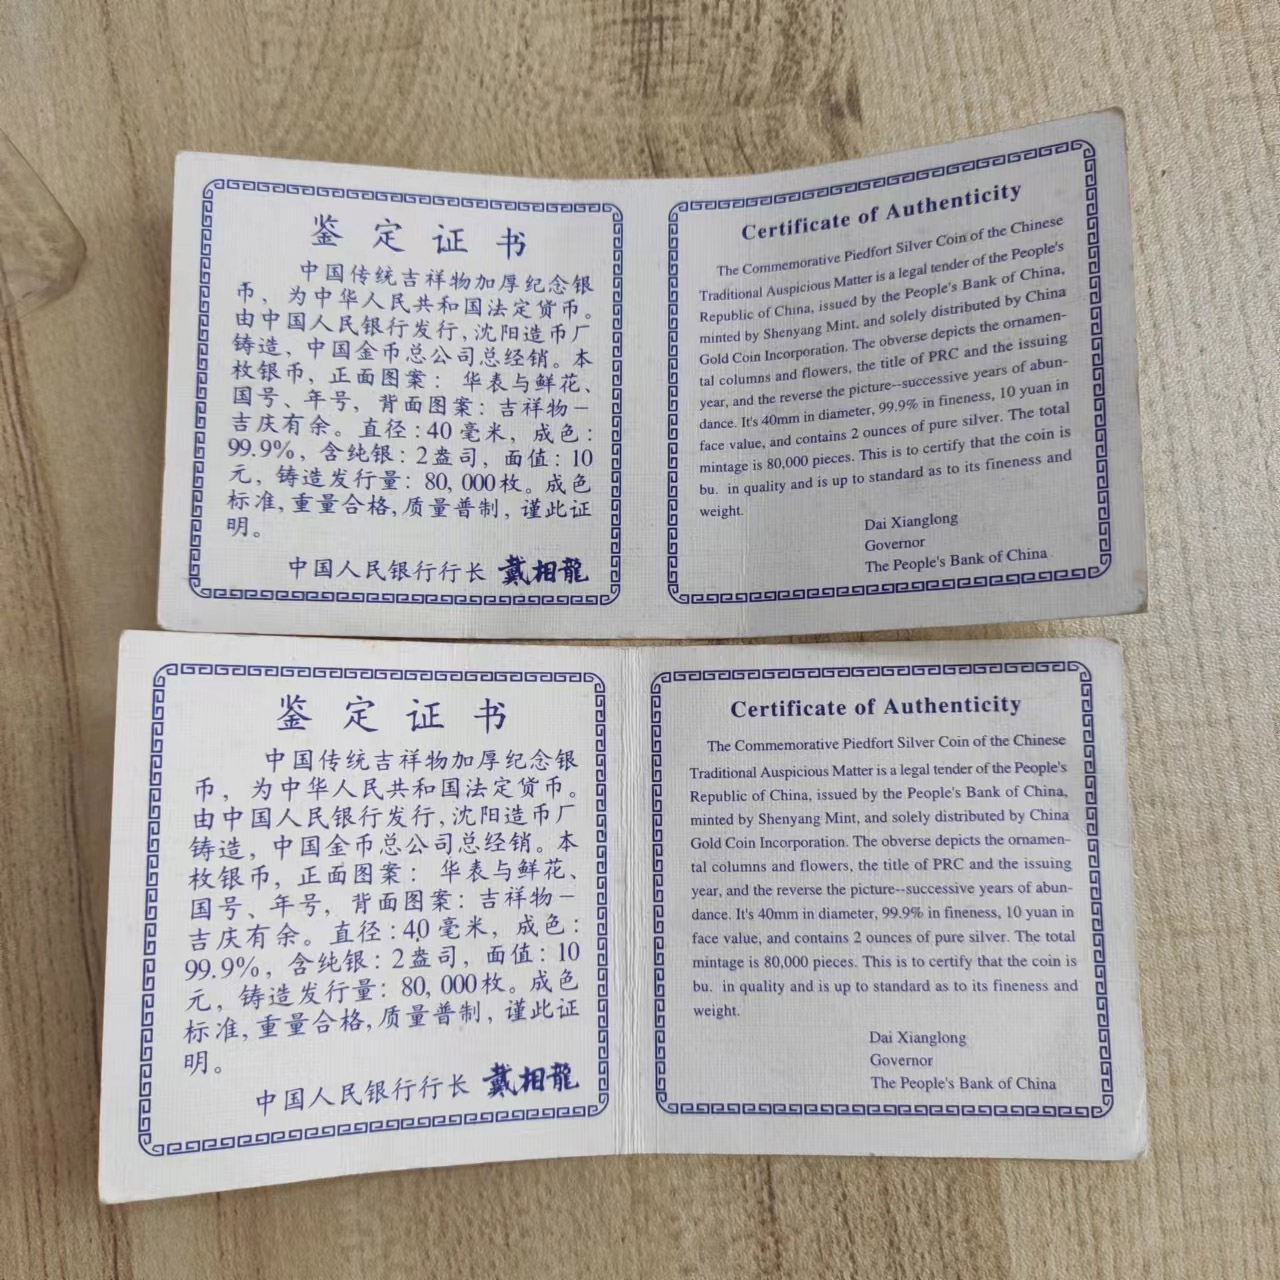 鉴定证书
中国传统吉祥物加厚纪念银
币，为中华人民共和国法定货币。
由中国人民银行发行,沈阳造币厂
铸造，中国金币总公司总经销。本
枚银币，正面图案：华表与鲜花、
国号、年号，背面图案：吉祥物－
吉庆有余。直径:40毫米，成色：
99.9%，含纯银：2盎司，面值：10
元，铸造发行量：80,000枚。成色
标准,重量合格,质量普制，谨此证
明。
中国人民银行行长 戴相龍
Certificate of Authenticity
The Commemorative Piedfort Silver Coin of the Chinese
Traditional Auspicious Matter is a legal tender of the People's
Republic of China, issued by the People's Bank of China,
minted by Shenyang Mint. and solely distributed by China
Gold Coin Incorporation. The obverse depicts the ornamen-
tal columns and flowers, the title of PRC and the issuing
year, and the reverse the picture--successive years of abun-
dance. It's 40mm in diameter, 99.9% in fineness, 10 yuan in
face value, and contains 2 ounces of pure silver. The total
mintage is 80,000 pieces. This is to certify that the coin is
bu. in quality and is up to standard as to its fineness and
weight.
Dai Xianglong
Governor
The People's Bank of China
鉴定证书
中国传统吉祥物加厚纪念银
币，为中华人民共和国法定货币。
由中国人民银行发行,沈阳造币厂
铸造，中国金币总公司总经销。本
枚银币，正面图案：华表与鲜花、
国号、年号，背面图案：吉祥物－
吉庆有余。直径:40毫米，成色：
99.9%，含纯银：2盎司，面值：10
元，铸造发行量：80,000枚。成色
标准,重量合格,质量普制，谨此证
明。
中国人民银行行长 戴相龍
Certificate of Authenticity
The Commemorative Piedfort Silver Coin of the Chinese
Traditional Auspicious Matter is a legal tender of the People's
Republic of China, issued by the People's Bank of China,
minted by Shenyang Mint, and solely distributed by China
Gold Coin Incorporation. The obverse depicts the ornamen-
tal columns and flowers, the title of PRC and the issuing
year, and the reverse the picture--successive years of abun-
dance. It's 40mm in diameter, 99.9% in fineness, 10 yuan in
face value, and contains 2 ounces of pure silver. The total
mintage is 80,000 pieces. This is to certify that the coin is
bu. in quality and is up to standard as to its fineness and
weight.
Dai Xianglong
Governor
The People's Bank of China